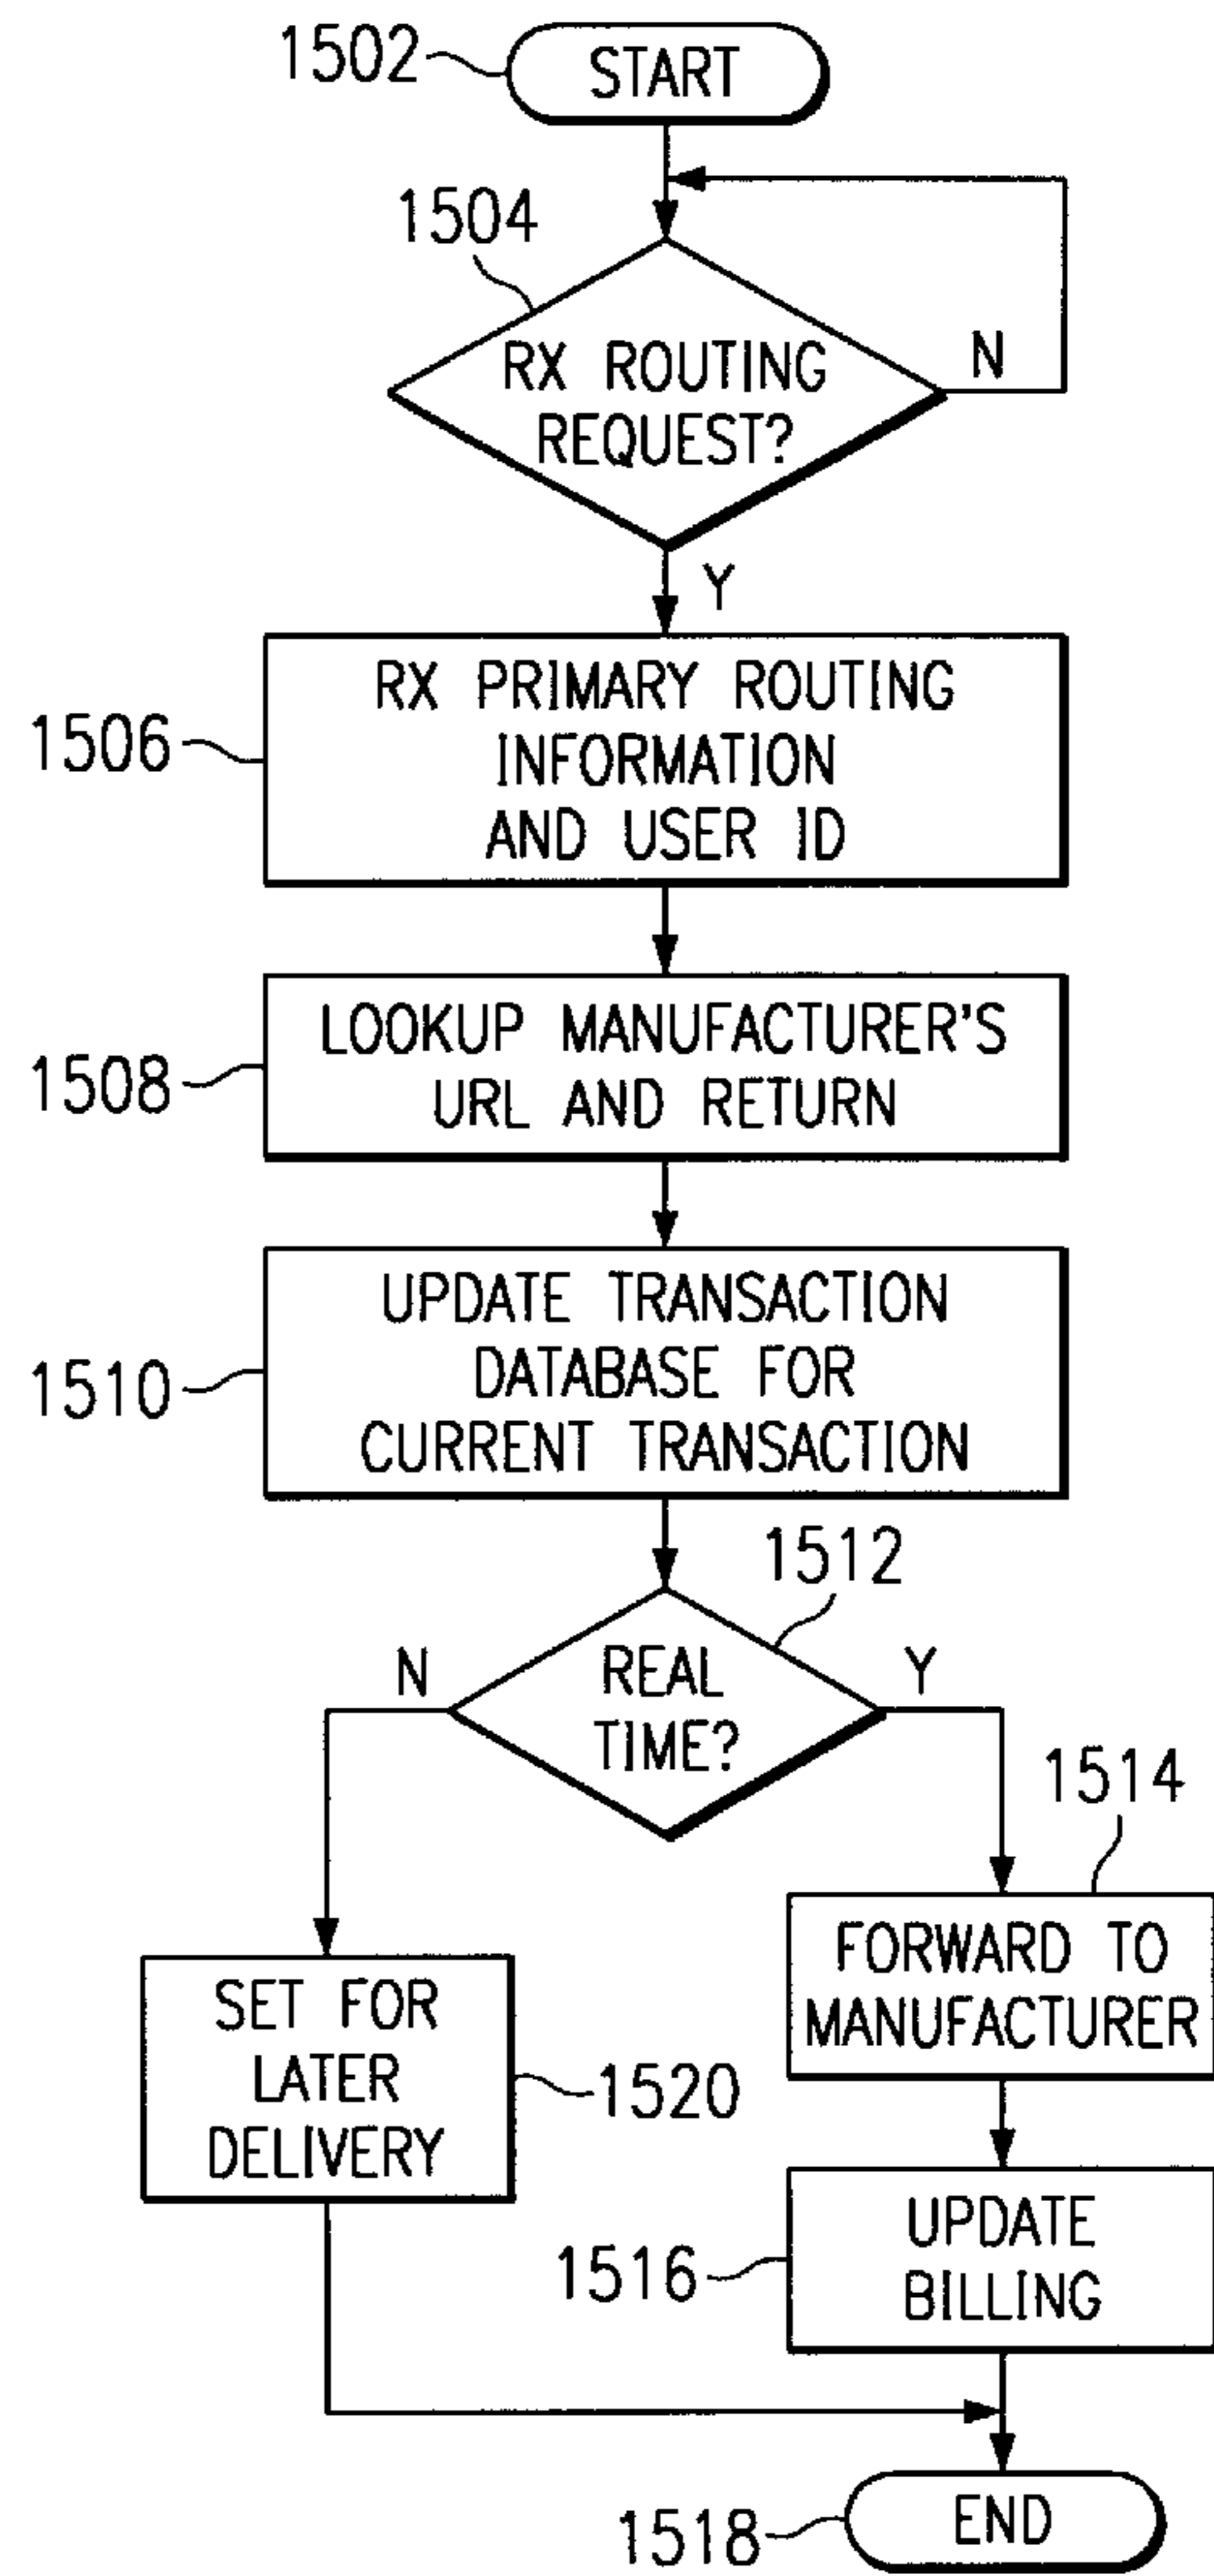 1502
START
1504
RX ROUTING
REQUEST?
N
Y
1506
RX PRIMARY ROUTING
INFORMATION
AND USER ID
1508
LOOKUP MANUFACTURER'S
URL AND RETURN
1510
UPDATE TRANSACTION
DATABASE FOR
CURRENT TRANSACTION
1512
N
REAL
TIME?
Y
1514
FORWARD TO
MANUFACTURER
SET FOR
LATER
DELIVERY
1520
1516
UPDATE
BILLING
1518
END